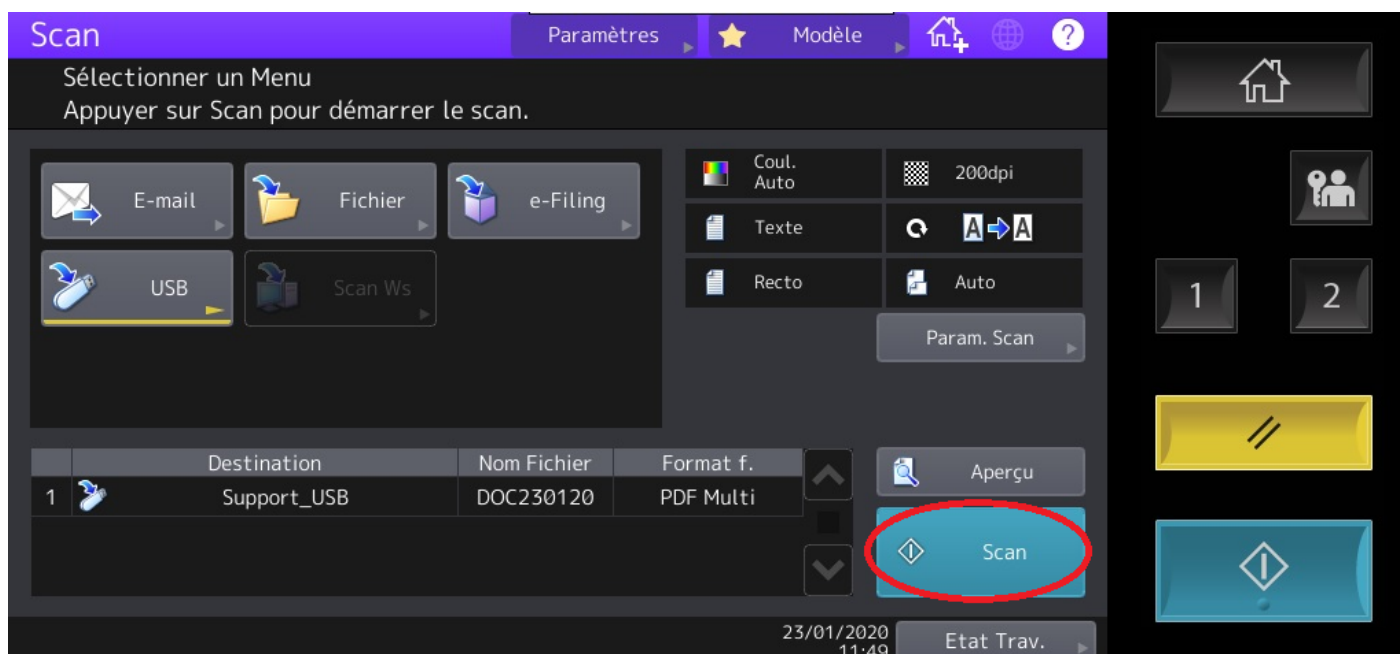 Scan
Paramètres
Modèle
?
Sélectionner un Menu
Appuyer sur Scan pour démarrer le scan.
E-mail
Fichier
e-Filing
USB
Scan Ws
Coul.
Auto
200dpi
Texte
A A
Recto
Auto
Param. Scan
1 2
Destination Nom Fichier Format f.
1 Support_USB DOC230120 PDF Multi
Aperçu
Scan
23/01/2020
11:49
Etat Trav.